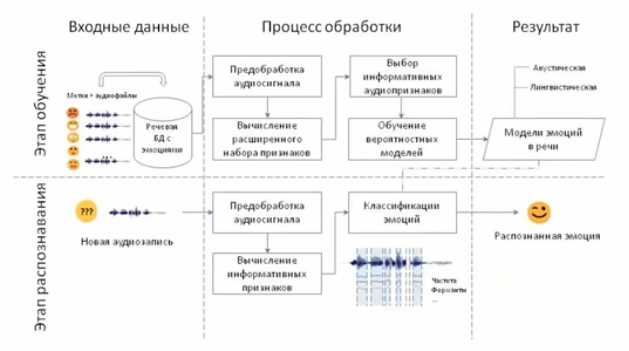 Входные данные
Процесс обработки
Результат
Этап обучения
Метки + аудиофайлы
Речевая
БД с
эмоциями
Предобработка
аудиосигнала
Вычисление
расширенного
набора признаков
Выбор
информативных
аудиопризнаков
Обучение
вероятностных
моделей
Акустическая
Лингвистическая
Модели эмоций
в речи
Этап распознавания
???
Новая аудиозапись
Предобработка
аудиосигнала
Вычисление
информативных
признаков
Классификации
эмоций
Частота
Форманты
...
Распознанная эмоция